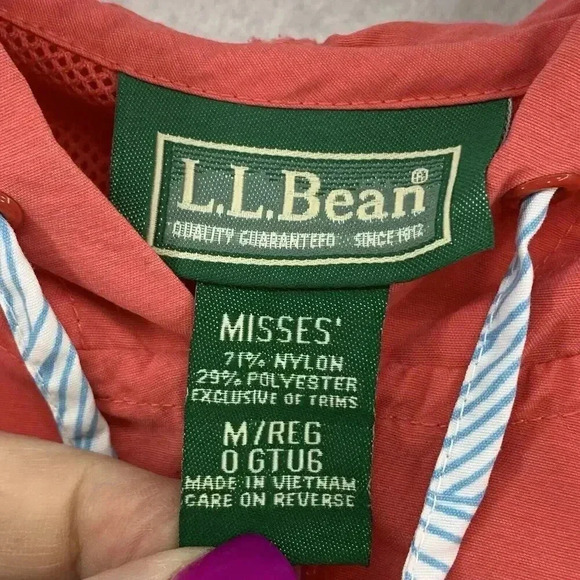 L.L.Bean®
QUALITY GUARANTEED · SINCE 1912
MISSES'
71% NYLON
29% POLYESTER
EXCLUSIVE OF TRIMS
M/REG
0 GTU6
MADE IN VIETNAM
CARE ON REVERSE